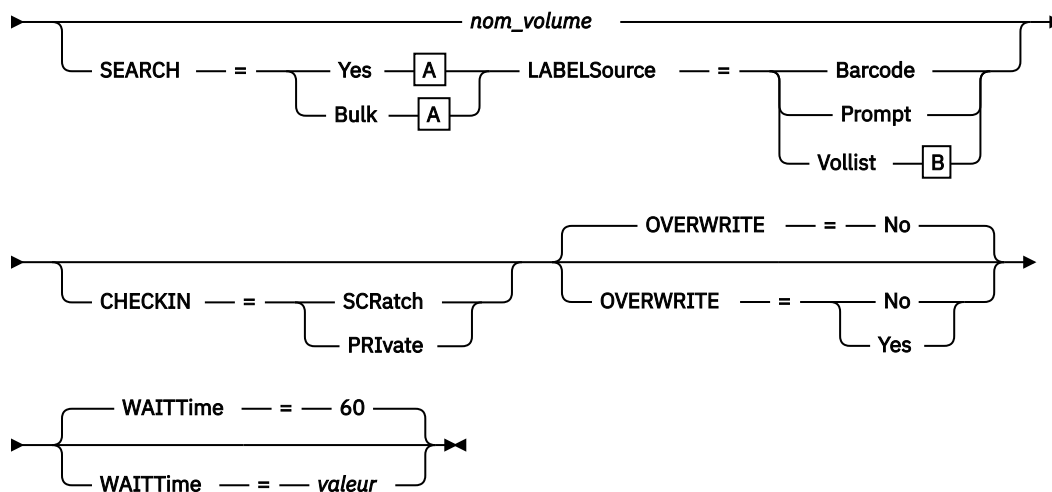 nom_volume
SEARCH = Yes A LABELSource = Barcode
Bulk A Prompt
Vollist B
OVERWRITE = No
CHECKIN = SCRatch OVERWRITE = No
PRIvate Yes
WAITTime = 60
WAITTime = valeur